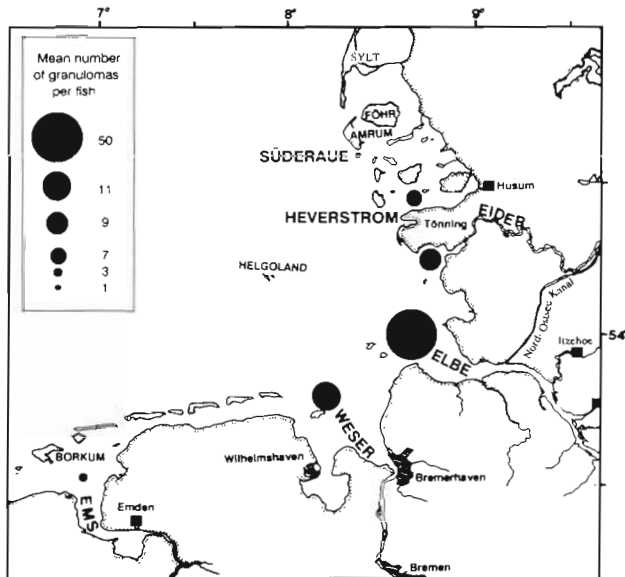 7°
8°
9°
Mean number
of granulomas
per fish
50
11
9
7
3
1
SYLT
FÖHR
AMRUM
SÜDERAUE
Husum
HEVERSTROM
EIDER
Tönning
HELGOLAND
Nord-Ostsee Kanal
54
Itzehoe
ELBE
WESER
BORKUM
Wilhelmshaven
Bremerhaven
EMS
Emden
Bremen